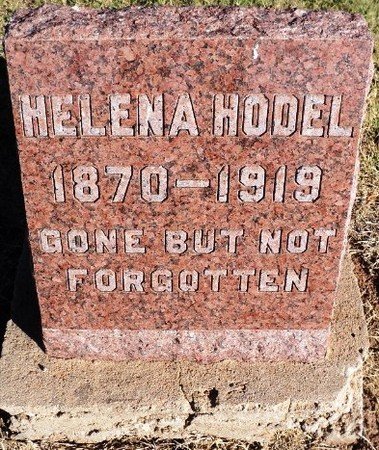 HELENA HODEL
1870-1919
GONE BUT NOT
FORGOTTEN